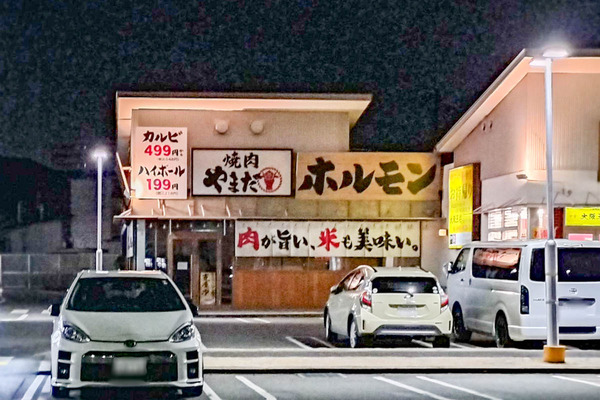 カルビ
499円
ハイボール
199円
焼肉
やまだ
ホルモン
肉が旨い、米も美味い。